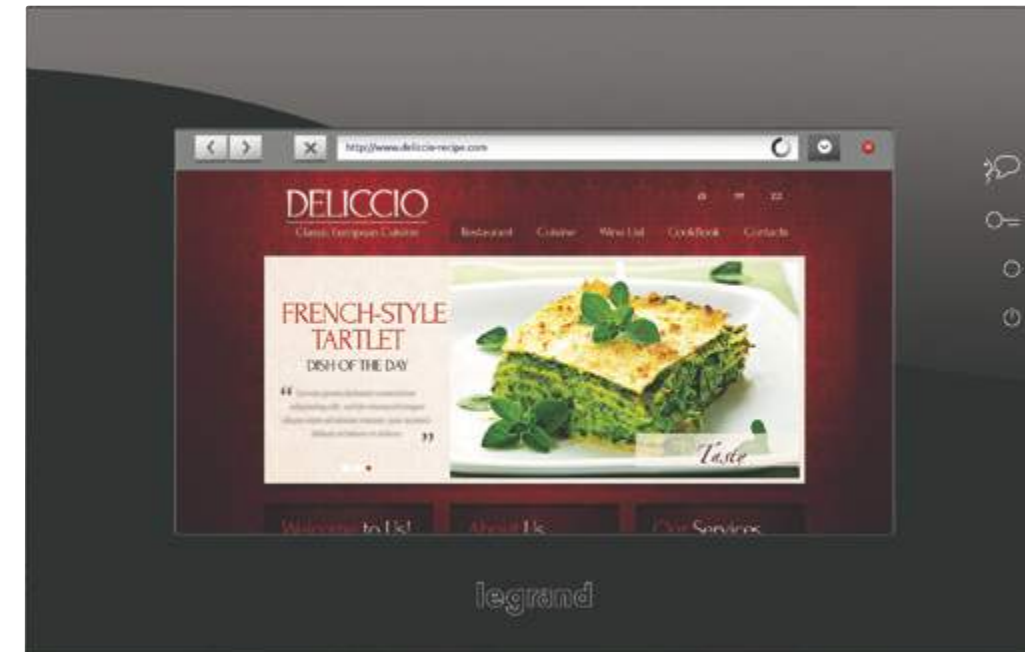 http://www.deliccio-recipe.com
DELICCIO
Classic European Cuisine
Restaurant Cuisine Wine List CookBook Contacts
FRENCH-STYLE
TARTLET
DISH OF THE DAY
“
”
Tasty
Welcome to Us!
About Us
Our Services
legrand